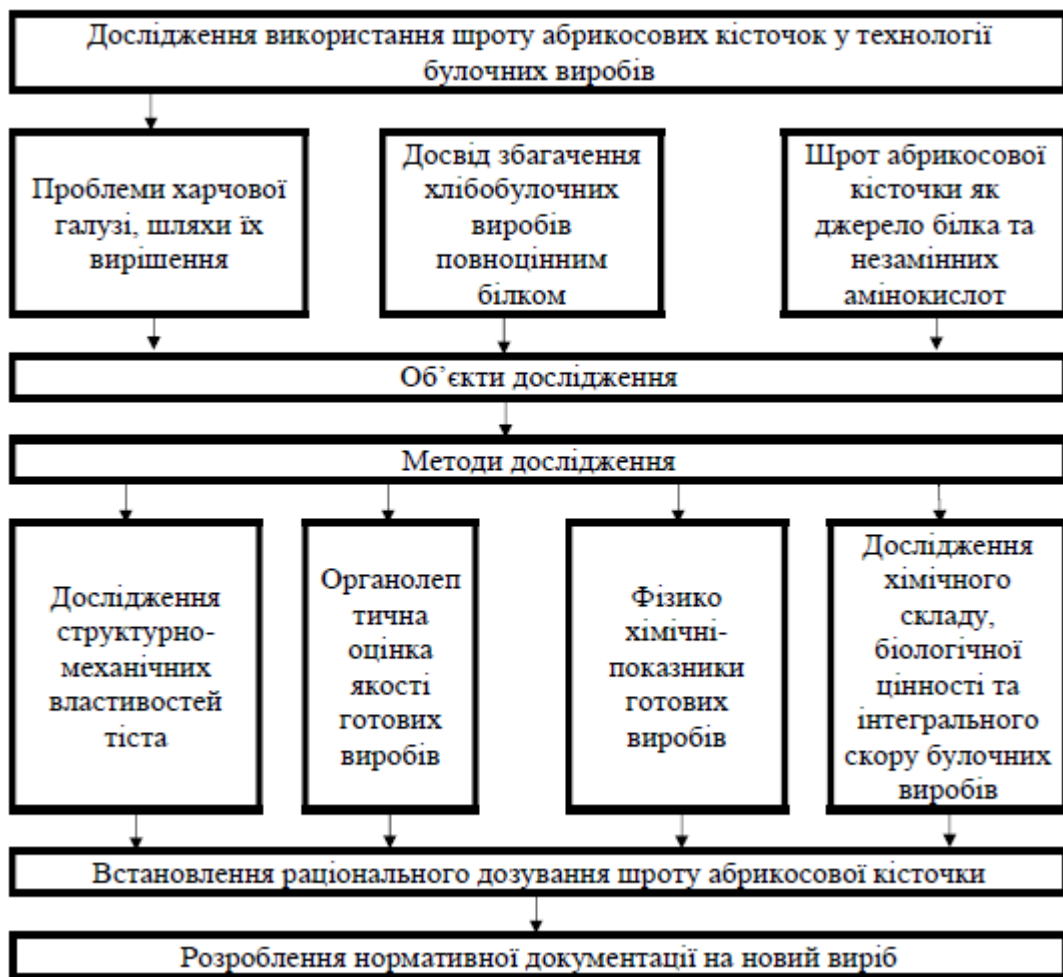 Дослідження використання шроту абрикосових кісточок у технології
булочних виробів
Проблеми харчової
галузі, шляхи їх
вирішення
Досвід збагачення
хлібобулочних
виробів
повноцінним
білком
Шрот абрикосової
кісточки як
джерело білка та
незамінних
амінокислот
Об’єкти дослідження
Методи дослідження
Дослідження
структурно-
механічних
властивостей
тіста
Органолеп
тична
оцінка
якості
готових
виробів
Фізико
хімічні-
показники
готових
виробів
Дослідження
хімічного
складу,
біологічної
цінності та
інтегрального
скору булочних
виробів
Встановлення раціонального дозування шроту абрикосової кісточки
Розроблення нормативної документації на новий виріб